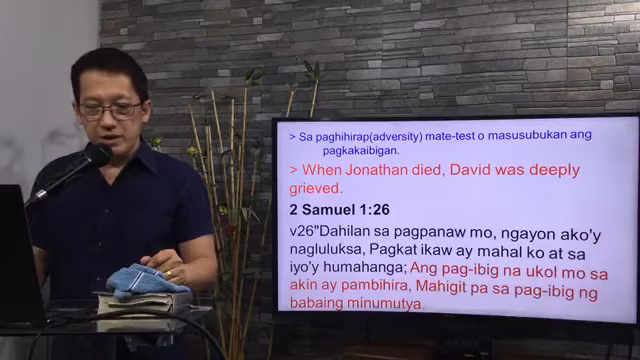 > Sa paghihirap(adversity) mate-test o masusubukan ang
pagkakaibigan.
> When Jonathan died, David was deeply
grieved.
2 Samuel 1:26
v26"Dahilan sa pagpanaw mo, ngayon ako'y
nagluluksa, Pagkat ikaw ay mahal ko at sa
iyo'y humahanga; Ang pag-ibig na ukol mo sa
akin ay pambihira, Mahigit pa sa pag-ibig ng
babaing minumutya.